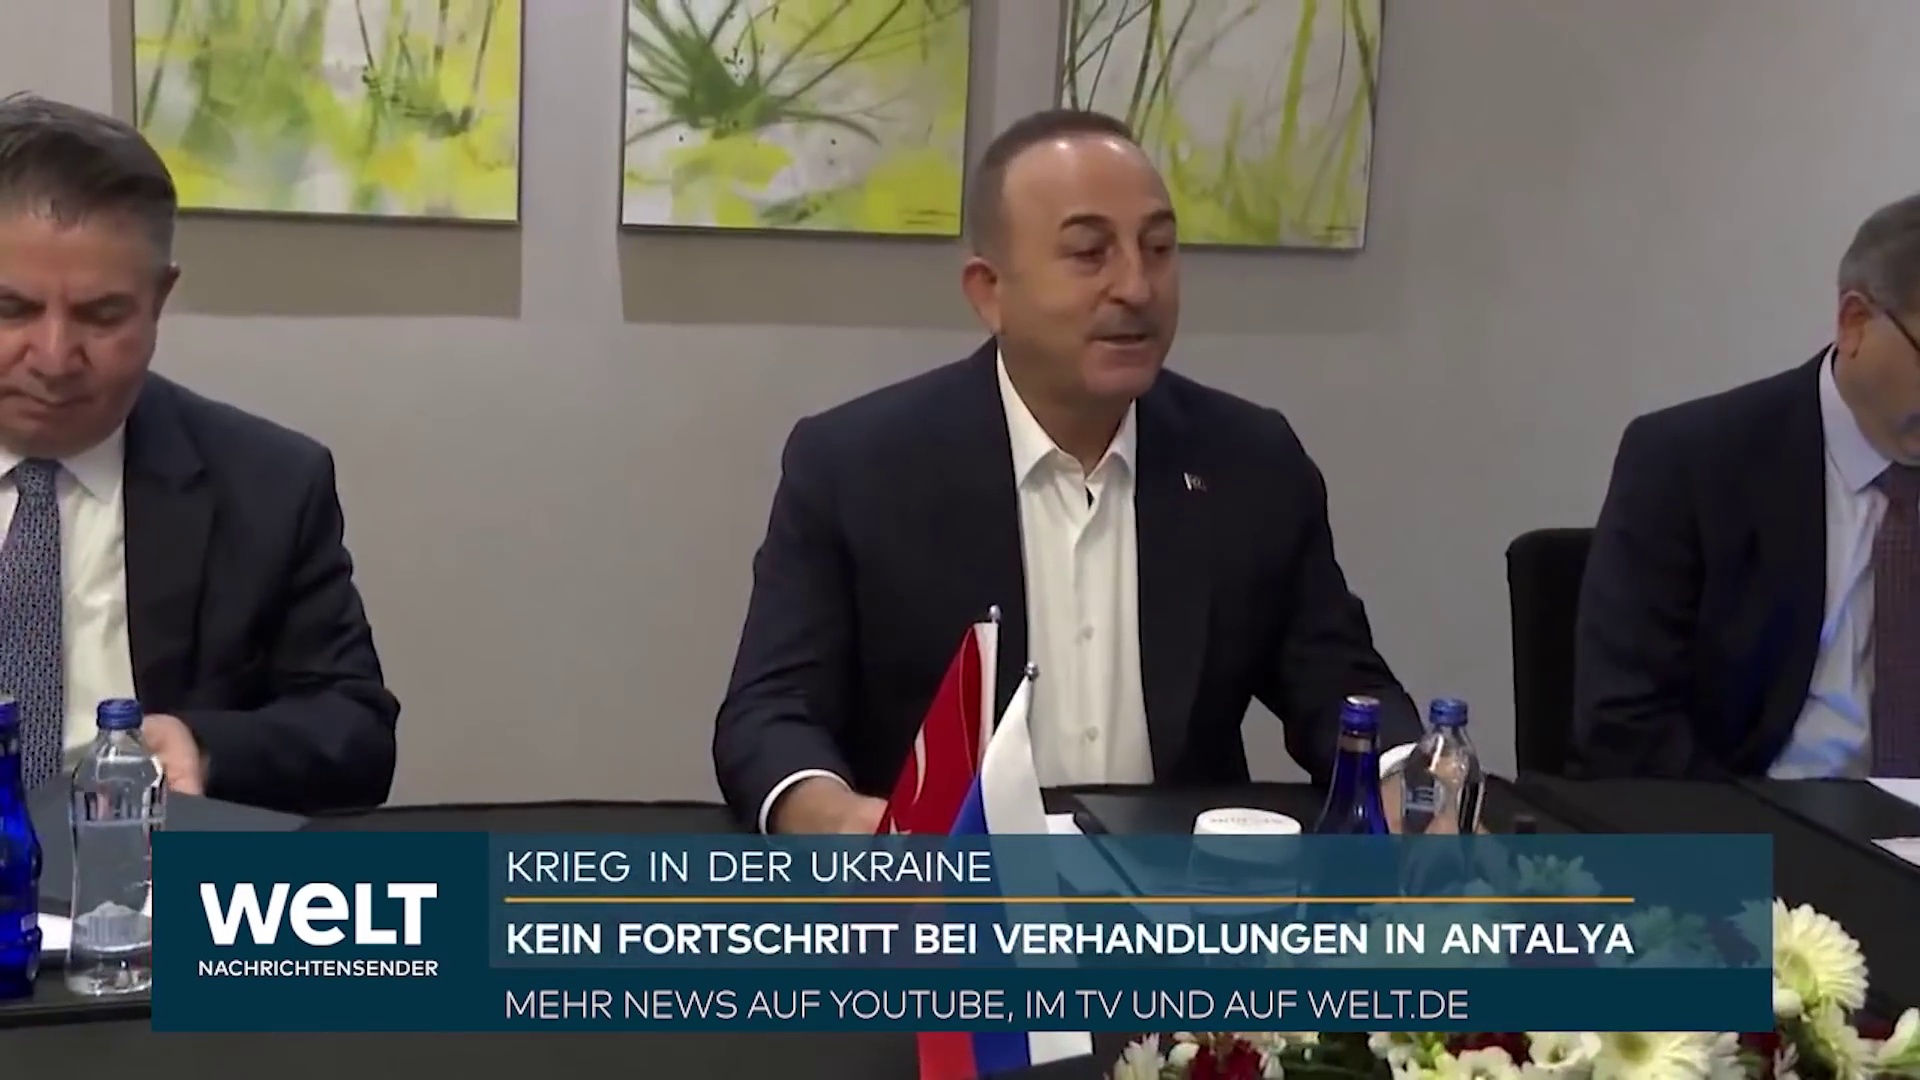 KRIEG IN DER UKRAINE
KEIN FORTSCHRITT BEI VERHANDLUNGEN IN ANTALYA
MEHR NEWS AUF YOUTUBE, IM TV UND AUF WELT.DE
WELT
NACHRICHTENSENDER